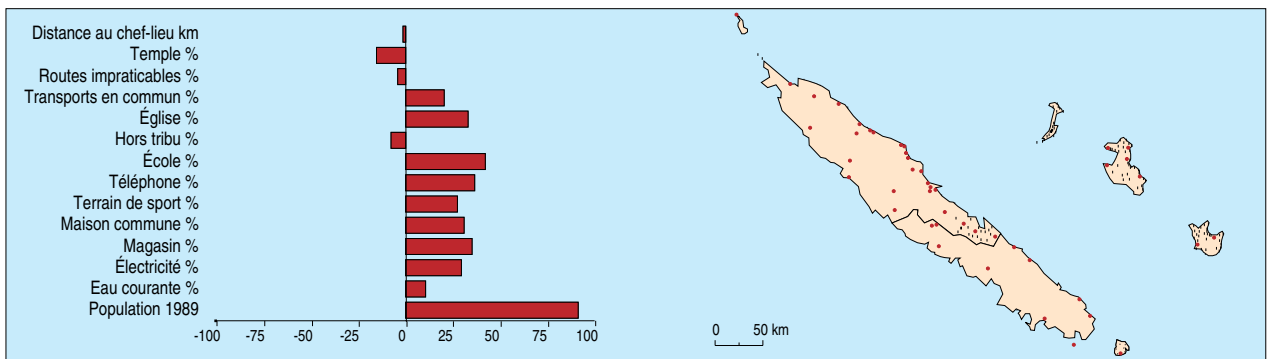 Distance au chef-lieu km
Temple %
Routes impraticables %
Transports en commun %
Église %
Hors tribu %
École %
Téléphone %
Terrain de sport %
Maison commune %
Magasin %
Électricité %
Eau courante %
Population 1989
-100 -75 -50 -25 0 25 50 75 100
0 50 km